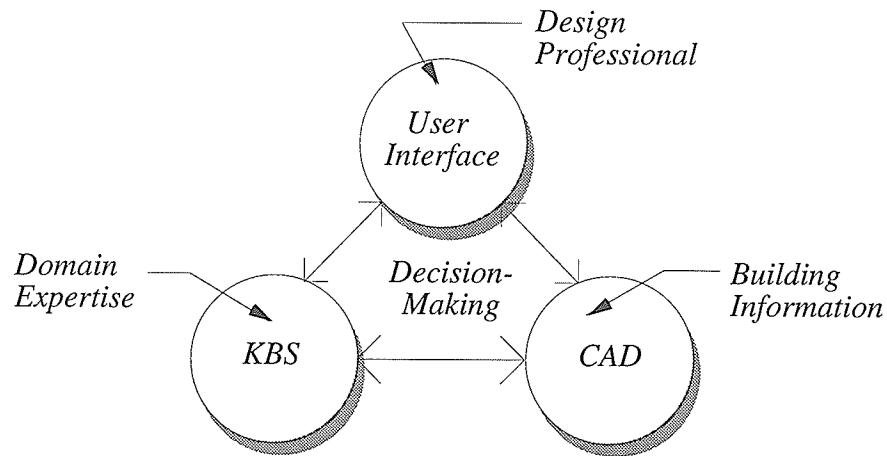 Design
Professional
User
Interface
Domain
Expertise
Decision-
Making
Building
Information
KBS
CAD